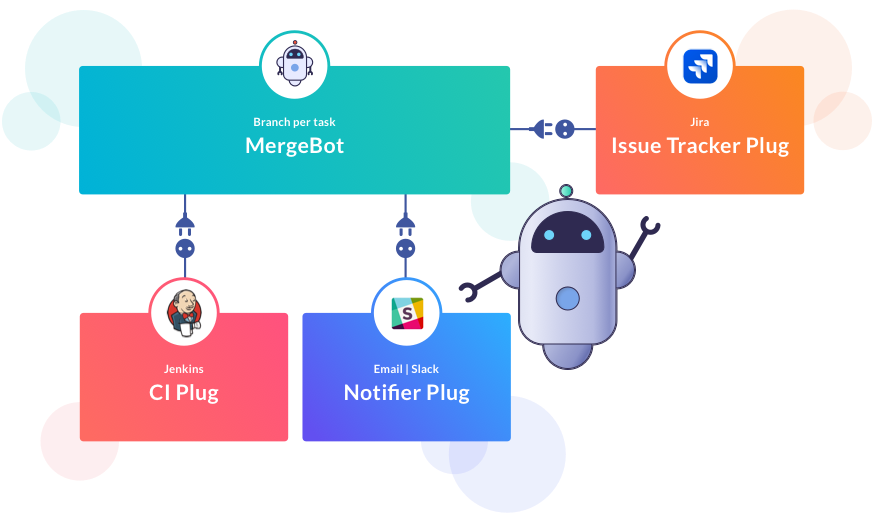 Branch per task
MergeBot
Jira
Issue Tracker Plug
Jenkins
CI Plug
S
Email | Slack
Notifier Plug